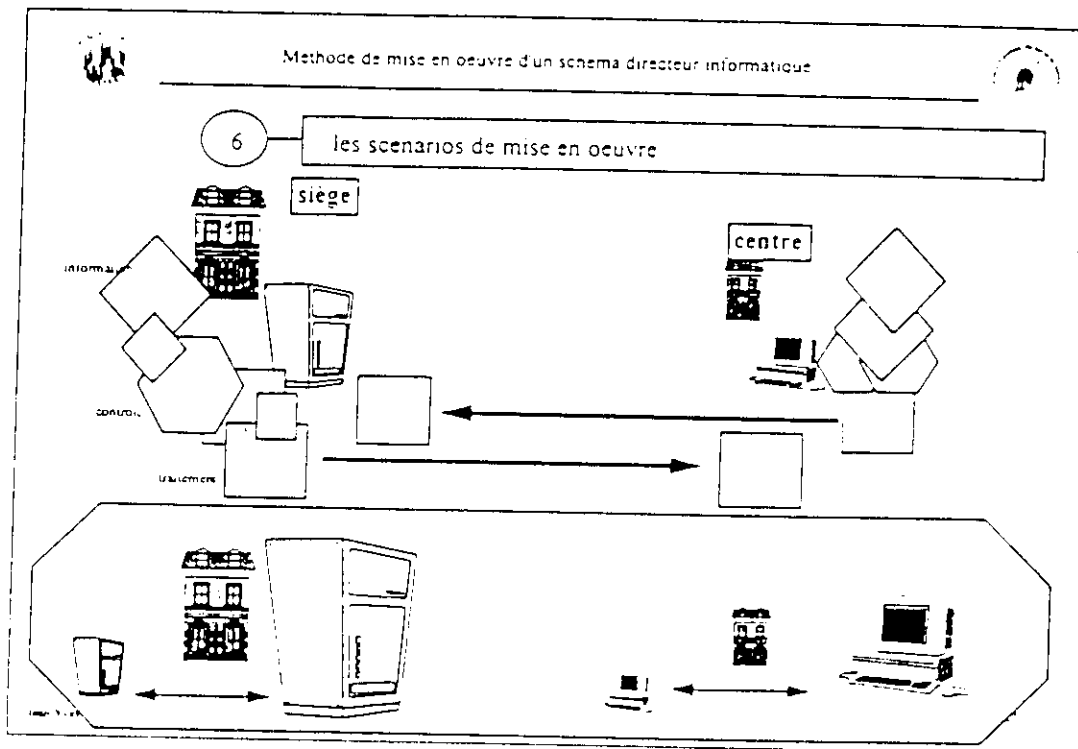 Methode de mise en oeuvre d'un schema directeur informatique
6
les scenarios de mise en oeuvre
siège
centre